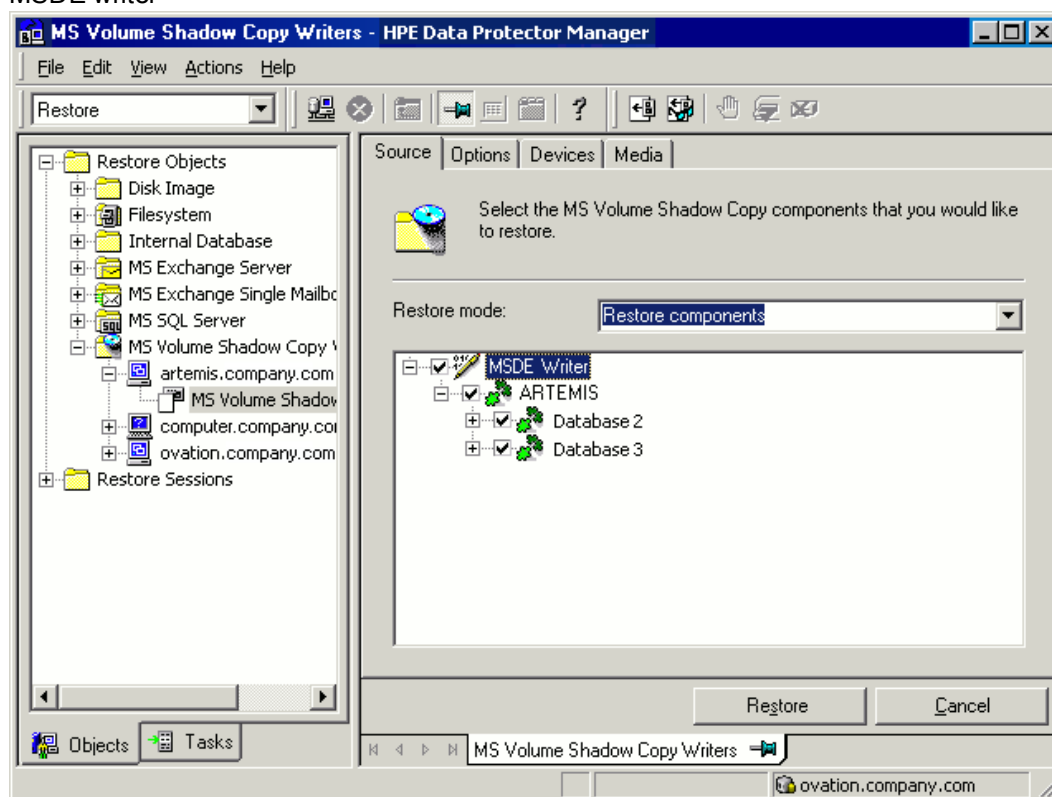 MSDE writer
MS Volume Shadow Copy Writers - HPE Data Protector Manager
File Edit View Actions Help
Restore
Source Options Devices Media
Restore Objects
Disk Image
Filesystem
Internal Database
MS Exchange Server
MS Exchange Single Mailbo
SQL MS SQL Server
MS Volume Shadow Copy
artemis.company.com
MS Volume Shadow
computer.company.co
ovation.company.com
Restore Sessions
Select the MS Volume Shadow Copy components that you would like
to restore.
Restore mode: Restore components
MSDE Writer
ARTEMIS
Database 2
Database 3
Restore Cancel
Objects Tasks
MS Volume Shadow Copy Writers
ovation.company.com